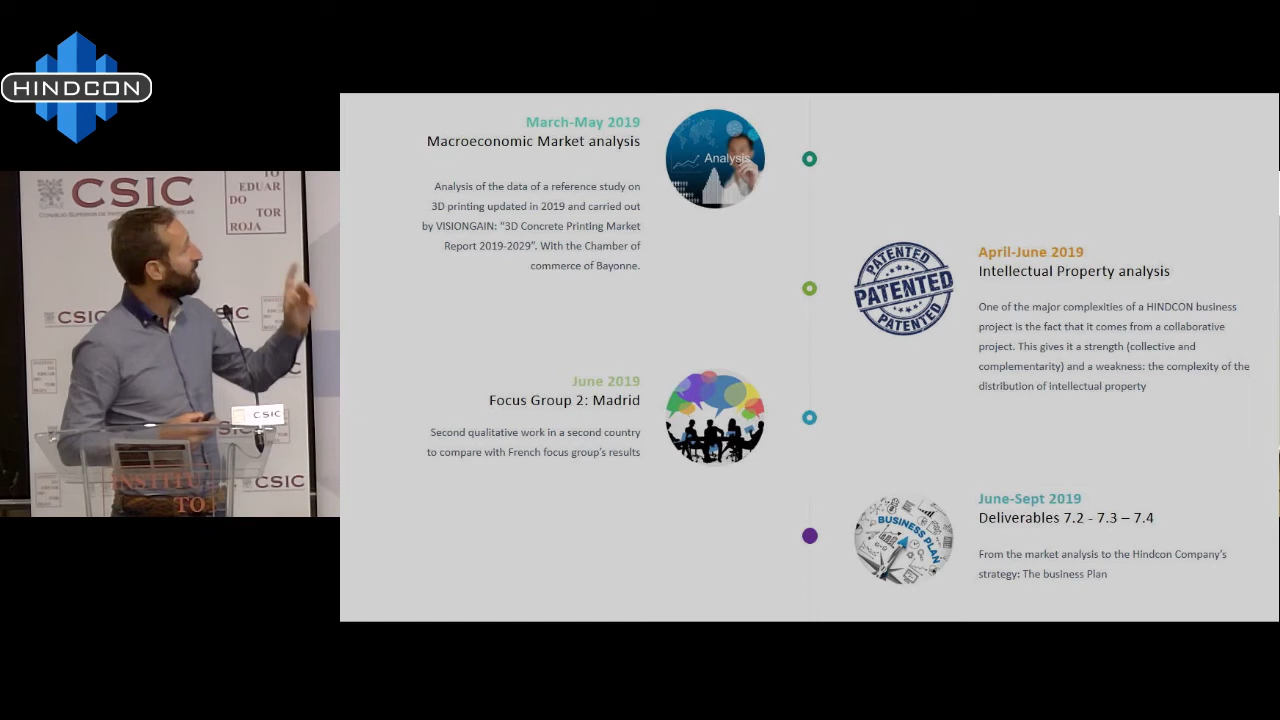 HINDCON
CSIC
CONSEJO SUPERIOR DE
TO
EDUAR
DO
TOR
ROJA
CSIC
CSIC
CSIC
INSTITU
TO
CSIC
March-May 2019
Macroeconomic Market analysis
Analysis of the data of a reference study on
3D printing updated in 2019 and carried out
by VISIONGAIN: “3D Concrete Printing Market
Report 2019-2029”. With the Chamber of
commerce of Bayonne.
Analysis
April-June 2019
Intellectual Property analysis
One of the major complexities of a HINDCON business
project is the fact that it comes from a collaborative
project. This gives it a strength (collective and
complementarity) and a weakness: the complexity of the
distribution of intellectual property
PATENTED
PATENTED
PATENTED
June 2019
Focus Group 2: Madrid
Second qualitative work in a second country
to compare with French focus group’s results
June-Sept 2019
Deliverables 7.2 - 7.3 – 7.4
From the market analysis to the Hindcon Company’s
strategy: The business Plan
BUSINESS PLAN